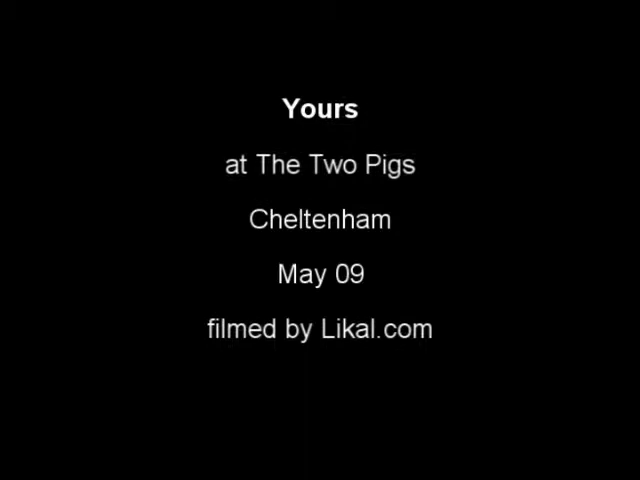 Yours
at The Two Pigs
Cheltenham
May 09
filmed by Likal.com